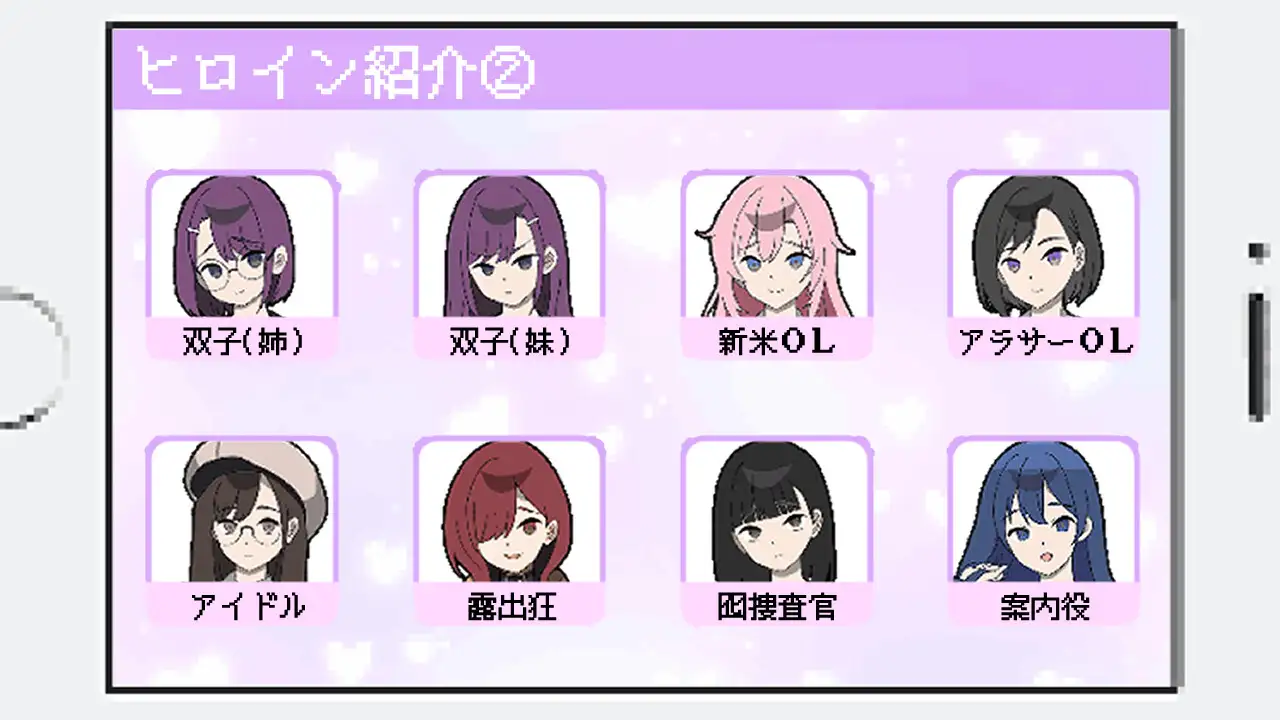 ヒロイン紹介②
双子(姉)
双子(妹)
新米OL
アラサーOL
アイドル
露出狂
囮捜査官
案内役